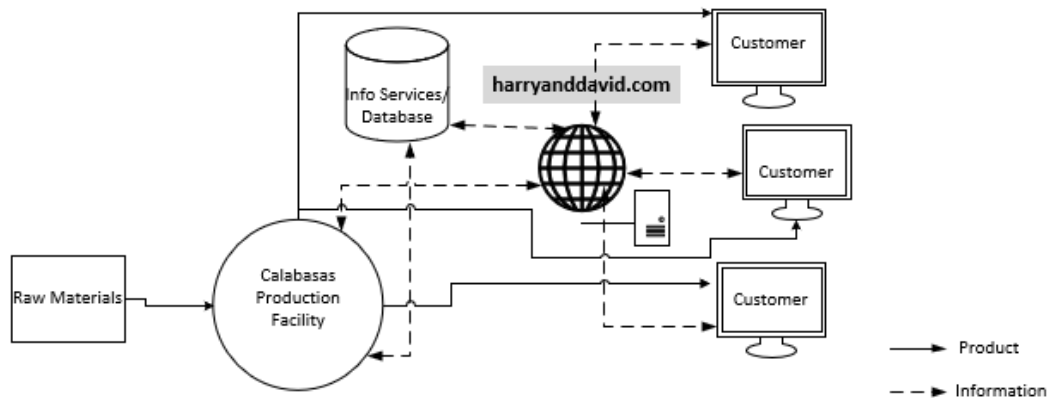 Customer
Info Services/
Database
harryanddavid.com
Customer
Raw Materials
Calabasas
Production
Facility
Customer
Product
Information